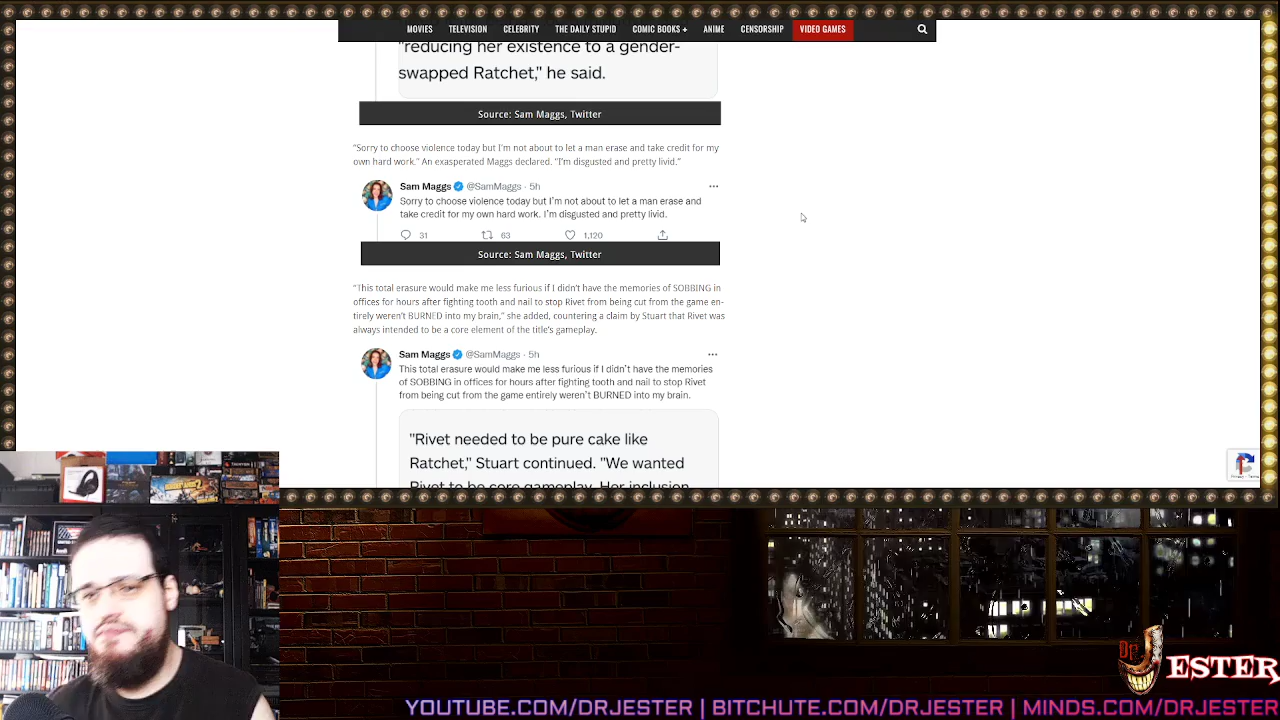 MOVIES TELEVISION CELEBRITY THE DAILY STUPID COMIC BOOKS + ANIME CENSORSHIP VIDEO GAMES
"reducing her existence to a gender-
swapped Ratchet," he said.
Source: Sam Maggs, Twitter
"Sorry to choose violence today but I'm not about to let a man erase and take credit for my
own hard work." An exasperated Maggs declared. "I'm disgusted and pretty livid."
Sam Maggs @SamMaggs · 5h
Sorry to choose violence today but I'm not about to let a man erase and
take credit for my own hard work. I'm disgusted and pretty livid.
31 63 1,120
Source: Sam Maggs, Twitter
"This total erasure would make me less furious if I didn't have the memories of SOBBING in
offices for hours after fighting tooth and nail to stop Rivet from being cut from the game en-
tirely weren't BURNED into my brain," she added, countering a claim by Stuart that Rivet was
always intended to be a core element of the title's gameplay.
Sam Maggs @SamMaggs · 5h
This total erasure would make me less furious if I didn't have the memories
of SOBBING in offices for hours after fighting tooth and nail to stop Rivet
from being cut from the game entirely weren't BURNED into my brain.
"Rivet needed to be pure cake like
Ratchet," Stuart continued. "We wanted
Rivet to be core gameplay. Her inclusion
Dr
JESTER
YOUTUBE.COM/DRJESTER | BITCHUTE.COM/DRJESTER | MINDS.COM/DRJESTER